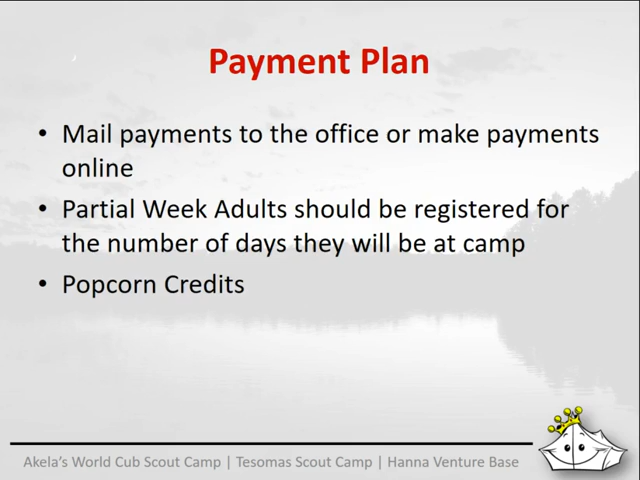 Payment Plan
• Mail payments to the office or make payments
online
• Partial Week Adults should be registered for
the number of days they will be at camp
• Popcorn Credits
Akela's World Cub Scout Camp | Tesomas Scout Camp | Hanna Venture Base